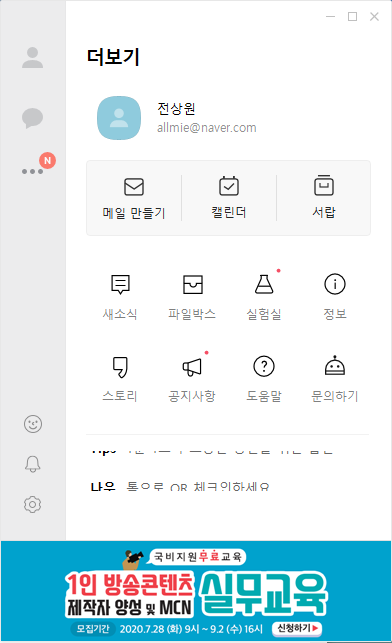 더보기
전상원
allmie@naver.com
N
메일 만들기
캘린더
서랍
새소식
파일박스
실험실
정보
스토리
공지사항
도움말
문의하기
Tips
톡으로 QR 체크인하세요
국비지원무료교육
1인 방송콘텐츠
제작자 양성 및 MCN
실무교육
모집기간
2020.7.28 (화) 9시 ~ 9.2 (수) 16시
신청하기